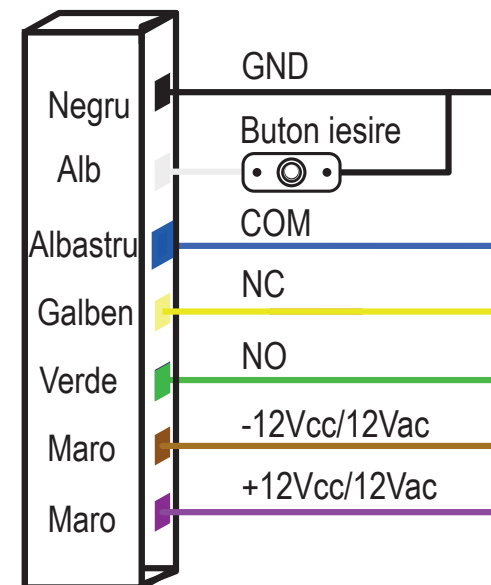 GND
Negru
Buton iesire
Alb
COM
Albastru
NC
Galben
NO
Verde
-12Vcc/12Vac
Maro
+12Vcc/12Vac
Maro